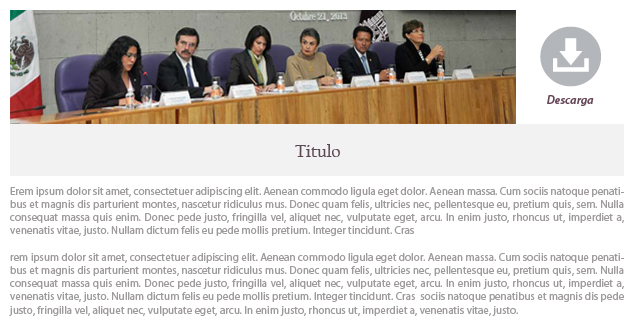 Octubre 21, 2013
Descarga
Titulo
Erem ipsum dolor sit amet, consectetuer adipiscing elit. Aenean commodo ligula eget dolor. Aenean massa. Cum sociis natoque penati-
bus et magnis dis parturient montes, nascetur ridiculus mus. Donec quam felis, ultricies nec, pellentesque eu, pretium quis, sem. Nulla
consequat massa quis enim. Donec pede justo, fringilla vel, aliquet nec, vulputate eget, arcu. In enim justo, rhoncus ut, imperdiet a,
venenatis vitae, justo. Nullam dictum felis eu pede mollis pretium. Integer tincidunt. Cras
rem ipsum dolor sit amet, consectetuer adipiscing elit. Aenean commodo ligula eget dolor. Aenean massa. Cum sociis natoque penati-
bus et magnis dis parturient montes, nascetur ridiculus mus. Donec quam felis, ultricies nec, pellentesque eu, pretium quis, sem. Nulla
consequat massa quis enim. Donec pede justo, fringilla vel, aliquet nec, vulputate eget, arcu. In enim justo, rhoncus ut, imperdiet a,
venenatis vitae, justo. Nullam dictum felis eu pede mollis pretium. Integer tincidunt. Cras  sociis natoque penatibus et magnis dis pede
justo, fringilla vel, aliquet nec, vulputate eget, arcu. In enim justo, rhoncus ut, imperdiet a, venenatis vitae, justo.